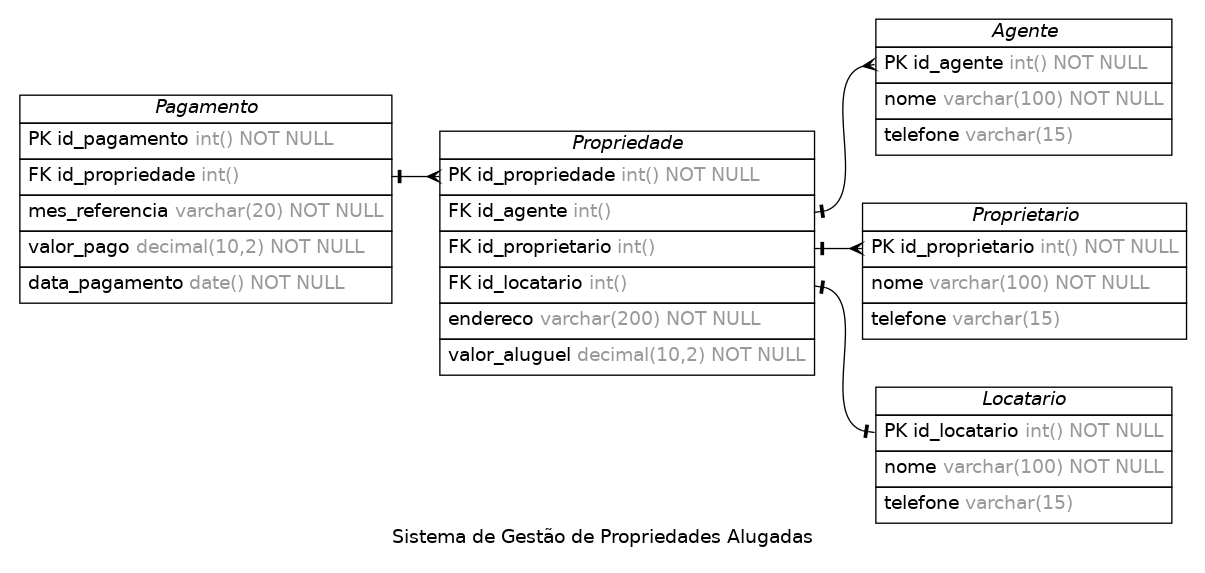 Pagamento
PK id_pagamento int() NOT NULL
FK id_propriedade int()
mes_referencia varchar(20) NOT NULL
valor_pago decimal(10,2) NOT NULL
data_pagamento date() NOT NULL
Propriedade
PK id_propriedade int() NOT NULL
FK id_agente int()
FK id_proprietario int()
FK id_locatario int()
endereco varchar(200) NOT NULL
valor_aluguel decimal(10,2) NOT NULL
Agente
PK id_agente int() NOT NULL
nome varchar(100) NOT NULL
telefone varchar(15)
Proprietario
PK id_proprietario int() NOT NULL
nome varchar(100) NOT NULL
telefone varchar(15)
Locatario
PK id_locatario int() NOT NULL
nome varchar(100) NOT NULL
telefone varchar(15)
Sistema de Gestão de Propriedades Alugadas